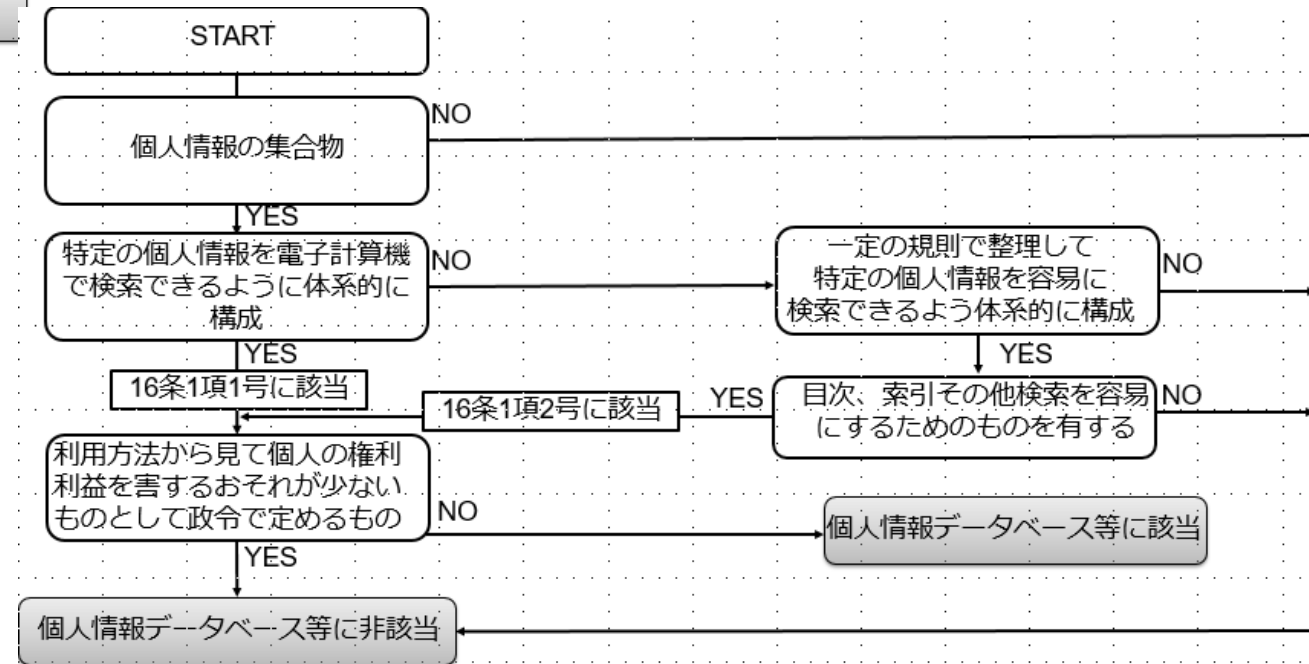 START
個人情報の集合物
NO
YES
特定の個人情報を電子計算機
で検索できるように体系的に
構成
NO
一定の規則で整理して
特定の個人情報を容易に
検索できるよう体系的に構成
NO
YES
YES
16条1項1号に該当
16条1項2号に該当
YES
目次、索引その他検索を容易
にするためのものを有する
NO
利用方法から見て個人の権利
利益を害するおそれが少ない
ものとして政令で定めるもの
NO
個人情報データベース等に該当
YES
個人情報データベース等に非該当